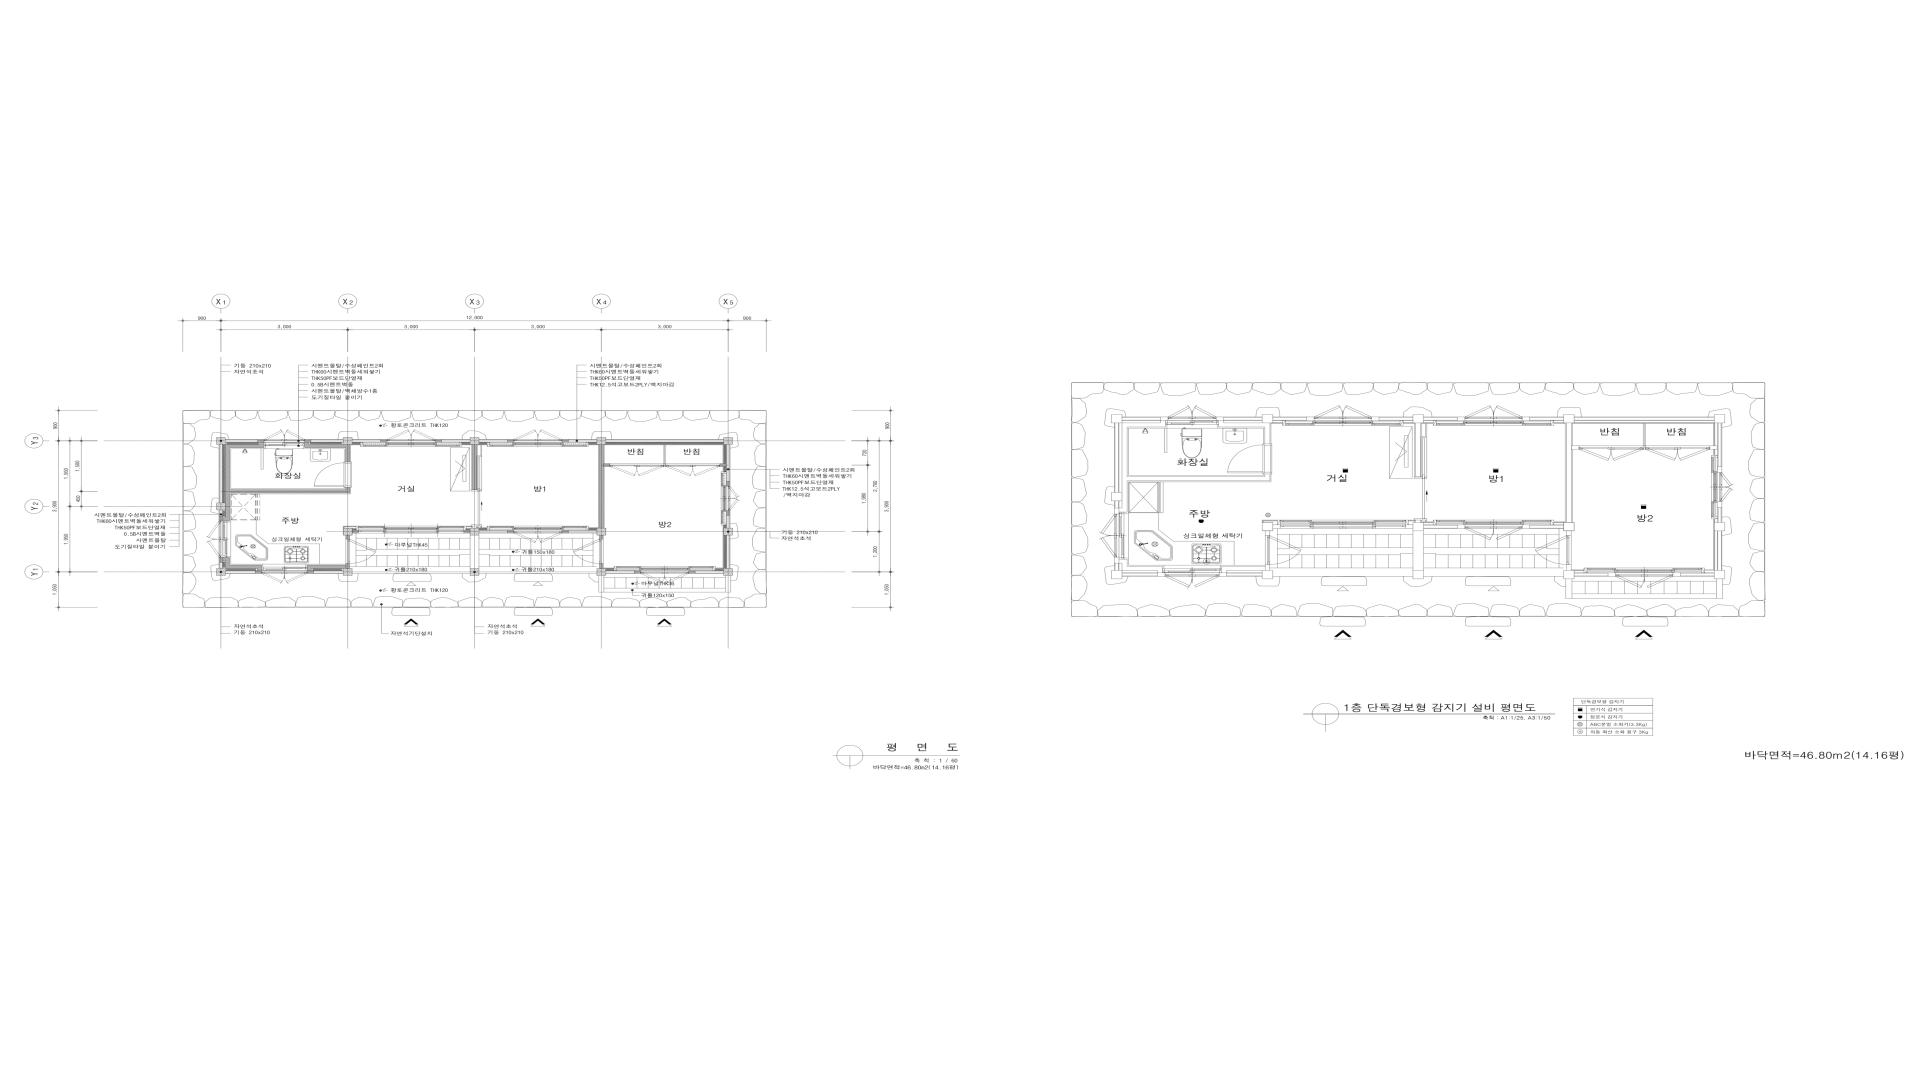 X1
X2
X3
X4
X5
900
12,000
900
3,000
3,000
3,000
3,000
기둥 210x210
자연석초석
시멘트몰탈/수성페인트2회
THK60시멘트벽돌세워쌓기
THK50PF보드단열재
0.5B시멘트벽돌
시멘트몰탈/액체방수1종
도기질타일 붙이기
시멘트몰탈/수성페인트2회
THK60시멘트벽돌세워쌓기
THK50PF보드단열재
THK12.5석고보드2PLY/벽지마감
황토콘크리트 THK120
Y3
Y2
Y1
화장실
거실
방1
반침
반침
방2
주방
싱크일체형 세탁기
시멘트몰탈/수성페인트2회
THK60시멘트벽돌세워쌓기
THK50PF보드단열재
THK12.5석고보드2PLY
/벽지마감
시멘트몰탈/수성페인트2회
THK60시멘트벽돌세워쌓기
THK50PF보드단열재
0.5B시멘트벽돌
시멘트몰탈
도기질타일 붙이기
기둥 210x210
자연석초석
마루널THK45
귀틀150x180
귀틀210x180
귀틀210x180
귀틀120x150
황토콘크리트 THK120
자연석초석
기둥 210x210
자연석기단설치
자연석초석
기둥 210x210
평 면 도
축 척 : 1 / 60
바닥면적=46.80m2(14.16평)
화장실
거실
방1
반침
반침
방2
주방
싱크일체형 세탁기
1층 단독경보형 감지기 설비 평면도
축척 : A1:1/25, A3:1/50
단독경보형 감지기
연기식 감지기
정온식 감지기
ABC분말 소화기(3.3Kg)
자동 확산 소화 용구 3Kg
바닥면적=46.80m2(14.16평)